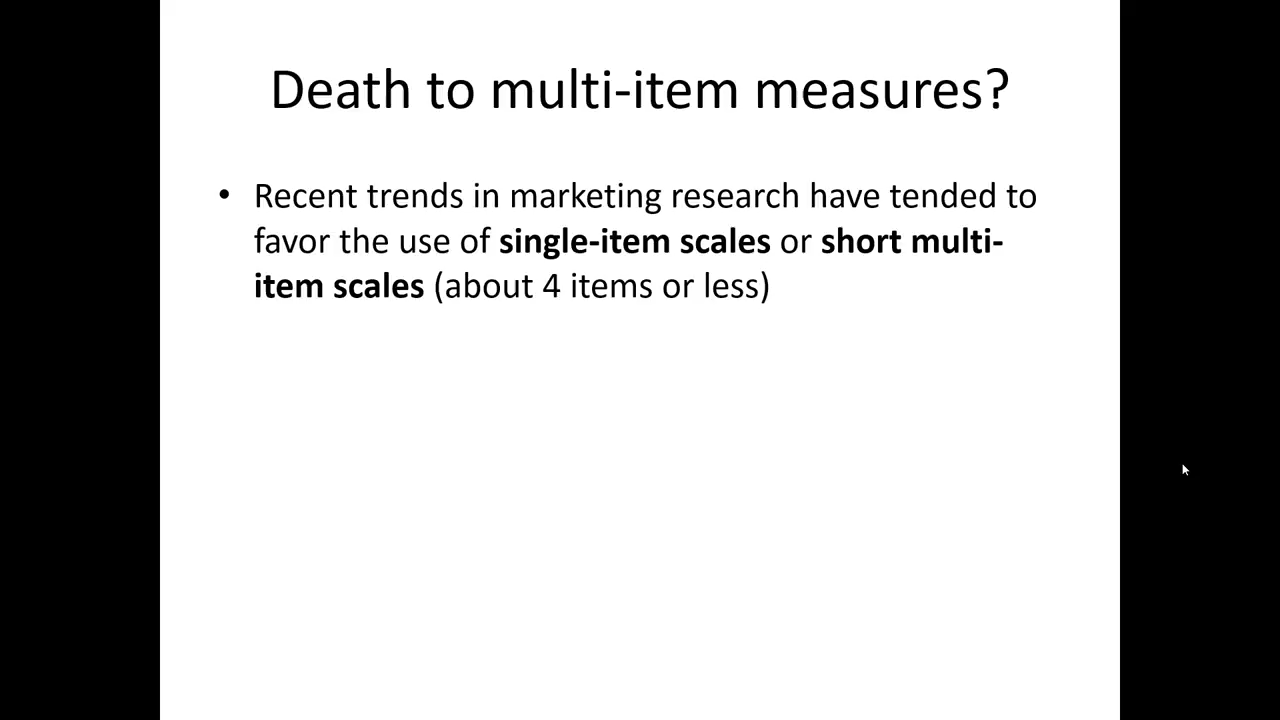 Death to multi-item measures?
• Recent trends in marketing research have tended to
favor the use of single-item scales or short multi-
item scales (about 4 items or less)